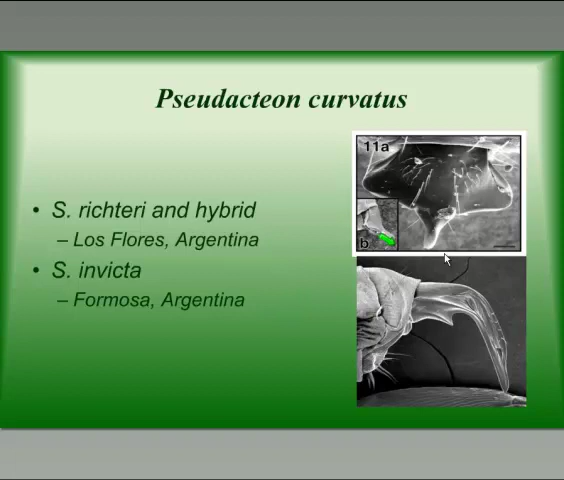 Pseudacteon curvatus
• S. richteri and hybrid
– Los Flores, Argentina
• S. invicta
– Formosa, Argentina
11a
b